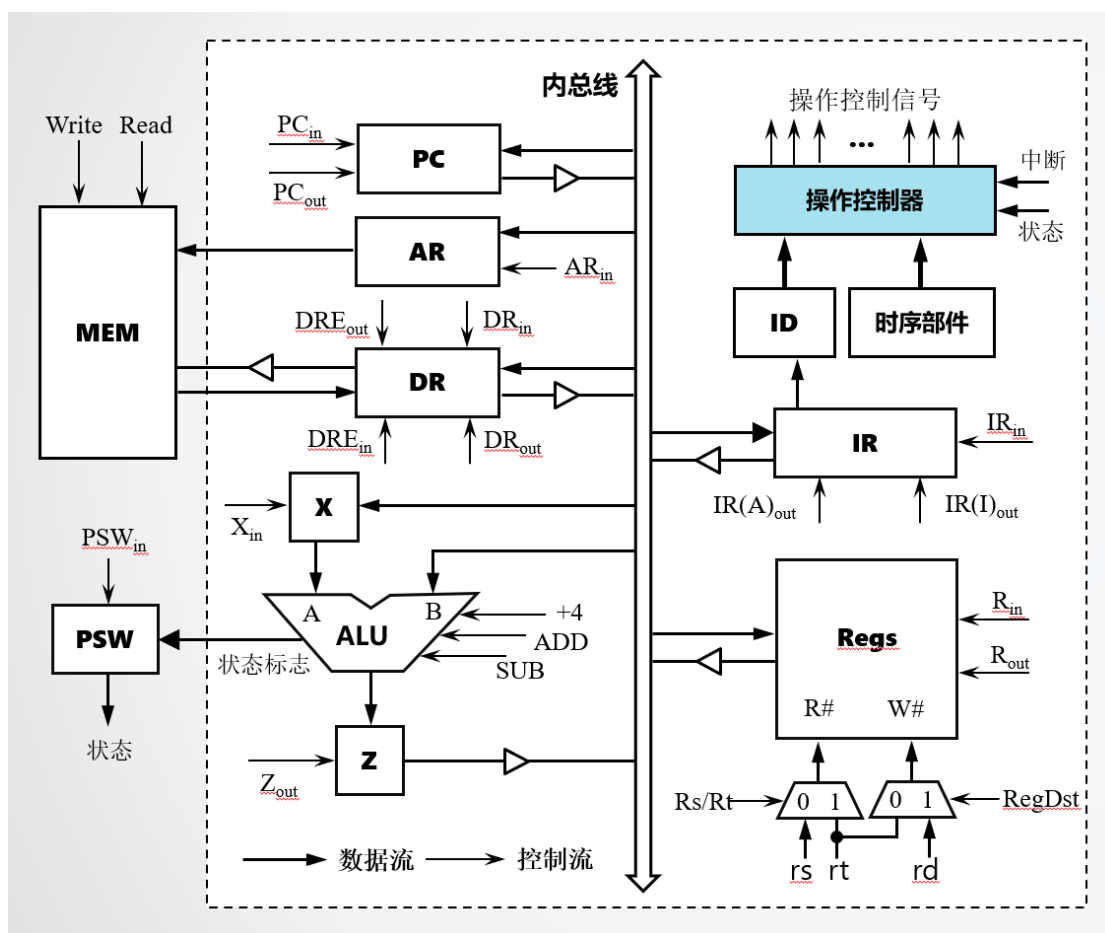 内总线
操作控制信号
Write Read
PCin
PC
PCout
...
中断
操作控制器
状态
AR
ARin
MEM
DREout
DRin
ID
时序部件
DR
DREin
DRout
IR
IRin
IR(A)out
IR(I)out
X
Xin
PSWin
A
B
+4
ALU
ADD
SUB
PSW
状态标志
状态
Regs
Rin
Rout
R# W#
Z
Zout
Rs/Rt
0 1
0 1
RegDst
rs rt rd
数据流
控制流